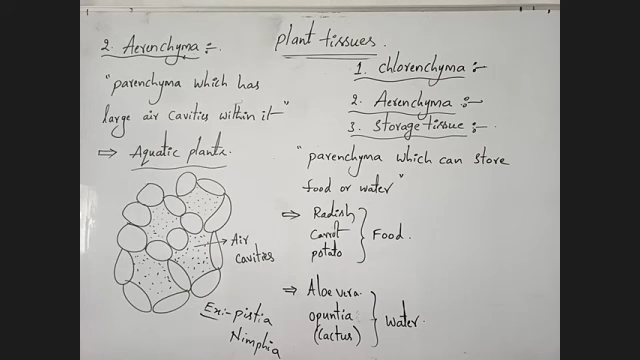 plant tissues.
2. Aerenchyma :-
"parenchyma which has
large air cavities within it"
⇒ Aquatic plants.
Air
Cavities
Ex:- pistia
Nimphia
1. chlorenchyma :-
2. Aerenchyma :-
3. Storage tissue :-
"parenchyma which can store
food or water"
⇒ Radish
Carrot
potato
} Food.
⇒ Aloe vera
opuntia
(cactus)
} Water.